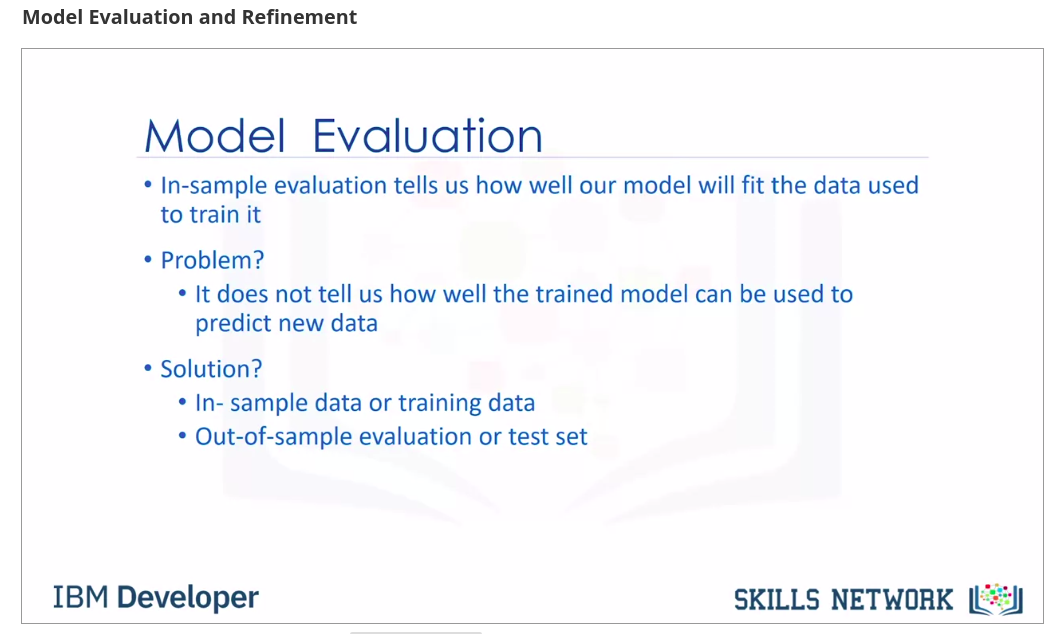 Model Evaluation and Refinement
Model Evaluation
• In-sample evaluation tells us how well our model will fit the data used
to train it
• Problem?
• It does not tell us how well the trained model can be used to
predict new data
• Solution?
• In- sample data or training data
• Out-of-sample evaluation or test set
IBM Developer
SKILLS NETWORK